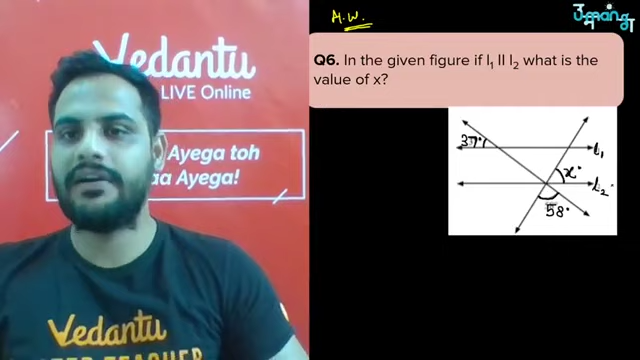 H.W.
उमंग
Vedantu
LIVE Online
Q6. In the given figure if l₁ ll l₂ what is the
value of x?
Ayega toh
aa Ayega!
37°
l₁
x°
l₂
58°
Vedantu